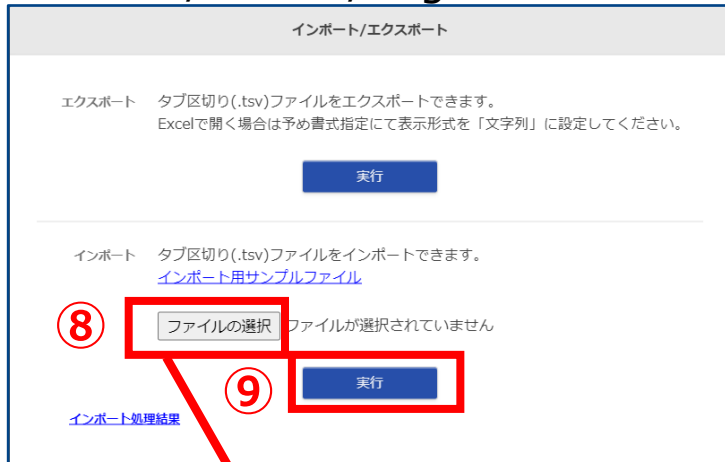 インポート/エクスポート
エクスポート タブ区切り(.tsv)ファイルをエクスポートできます。
Excelで開く場合は予め書式指定にて表示形式を「文字列」に設定してください。
実行
インポート タブ区切り(.tsv)ファイルをインポートできます。
インポート用サンプルファイル
⑧ ファイルの選択 ファイルが選択されていません
⑨ 実行
インポート処理結果